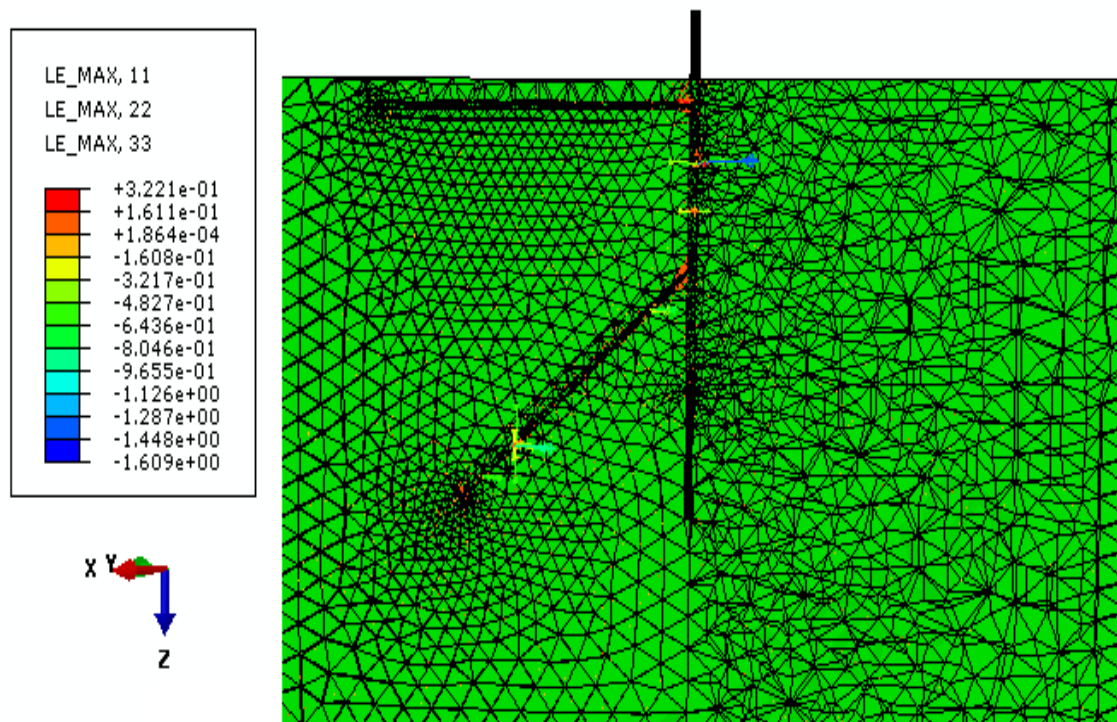 LE_MAX, 11
LE_MAX, 22
LE_MAX, 33
+3.221e-01
+1.611e-01
+1.864e-04
-1.608e-01
-3.217e-01
-4.827e-01
-6.436e-01
-8.046e-01
-9.655e-01
-1.126e+00
-1.287e+00
-1.448e+00
-1.609e+00
X Y
Z